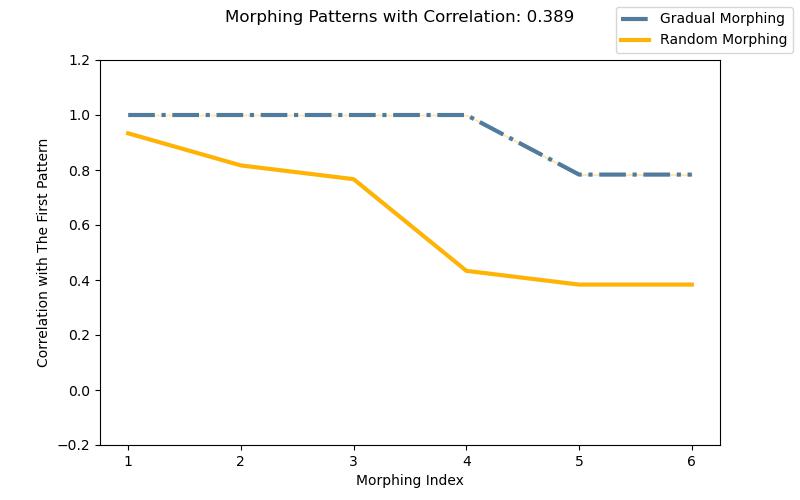 Morphing Patterns with Correlation: 0.389
Gradual Morphing
Random Morphing
1.2
1.0
0.8
0.6
0.4
0.2
0.0
−0.2
Correlation with The First Pattern
1 2 3 4 5 6
Morphing Index